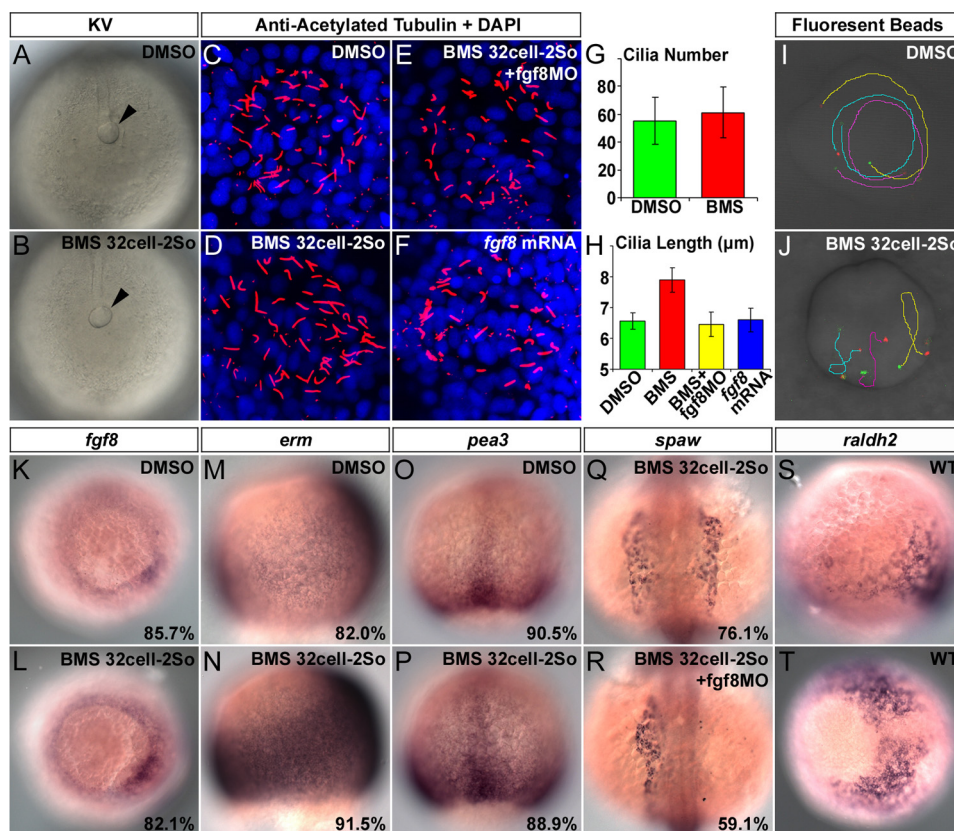 KV
Anti-Acetylated Tubulin + DAPI
Fluoresent Beads
A
DMSO
C
DMSO
E
BMS 32cell-2So
+fgf8MO
G
Cilia Number
80
60
40
20
0
DMSO
BMS
I
DMSO
B
BMS 32cell-2So
D
BMS 32cell-2So
F
fgf8 mRNA
H
Cilia Length (µm)
8
7
6
5
DMSO
BMS
BMS+
fgf8MO
fgf8
mRNA
J
BMS 32cell-2So
fgf8
erm
pea3
spaw
raldh2
K
DMSO
85.7%
M
DMSO
82.0%
O
DMSO
90.5%
Q
BMS 32cell-2So
76.1%
S
WT
L
BMS 32cell-2So
82.1%
N
BMS 32cell-2So
91.5%
P
BMS 32cell-2So
88.9%
R
BMS 32cell-2So
+fgf8MO
59.1%
T
WT